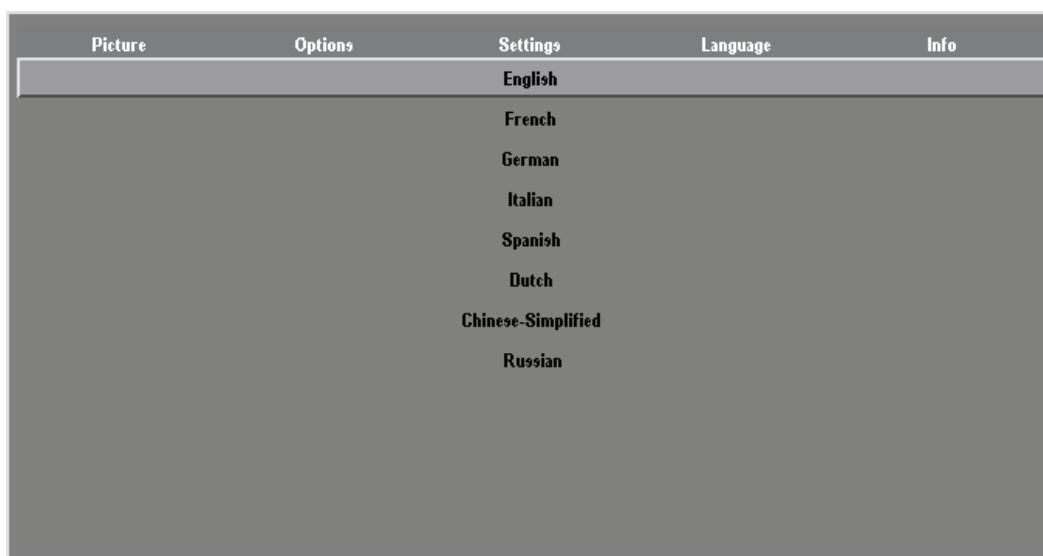 Picture Options Settings Language Info
English
French
German
Italian
Spanish
Dutch
Chinese-Simplified
Russian